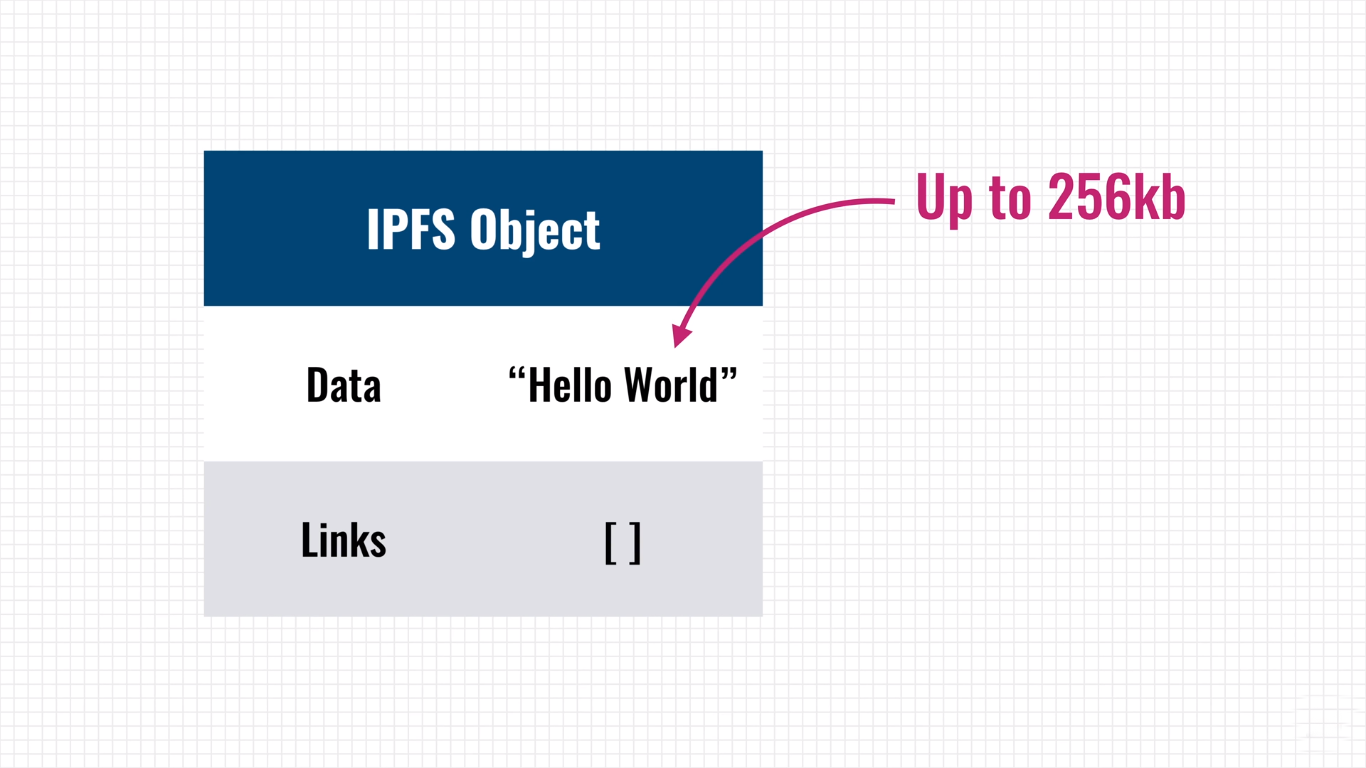 IPFS Object
Up to 256kb
Data “Hello World”
Links [ ]